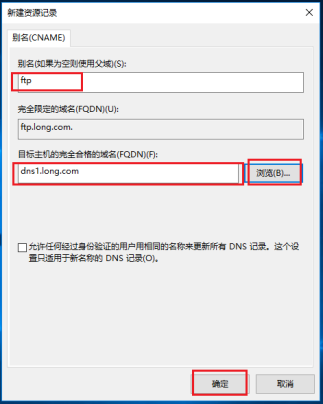 新建资源记录
别名(CNAME)
别名(如果为空则使用父域)(S):
ftp
完全限定的域名(FQDN)(U):
ftp.long.com.
目标主机的完全合格的域名(FQDN)(F):
dns1.long.com
浏览(B)...
允许任何经过身份验证的用户用相同的名称来更新所有 DNS 记录。这个设
置只适用于新名称的 DNS 记录(O)。
确定
取消